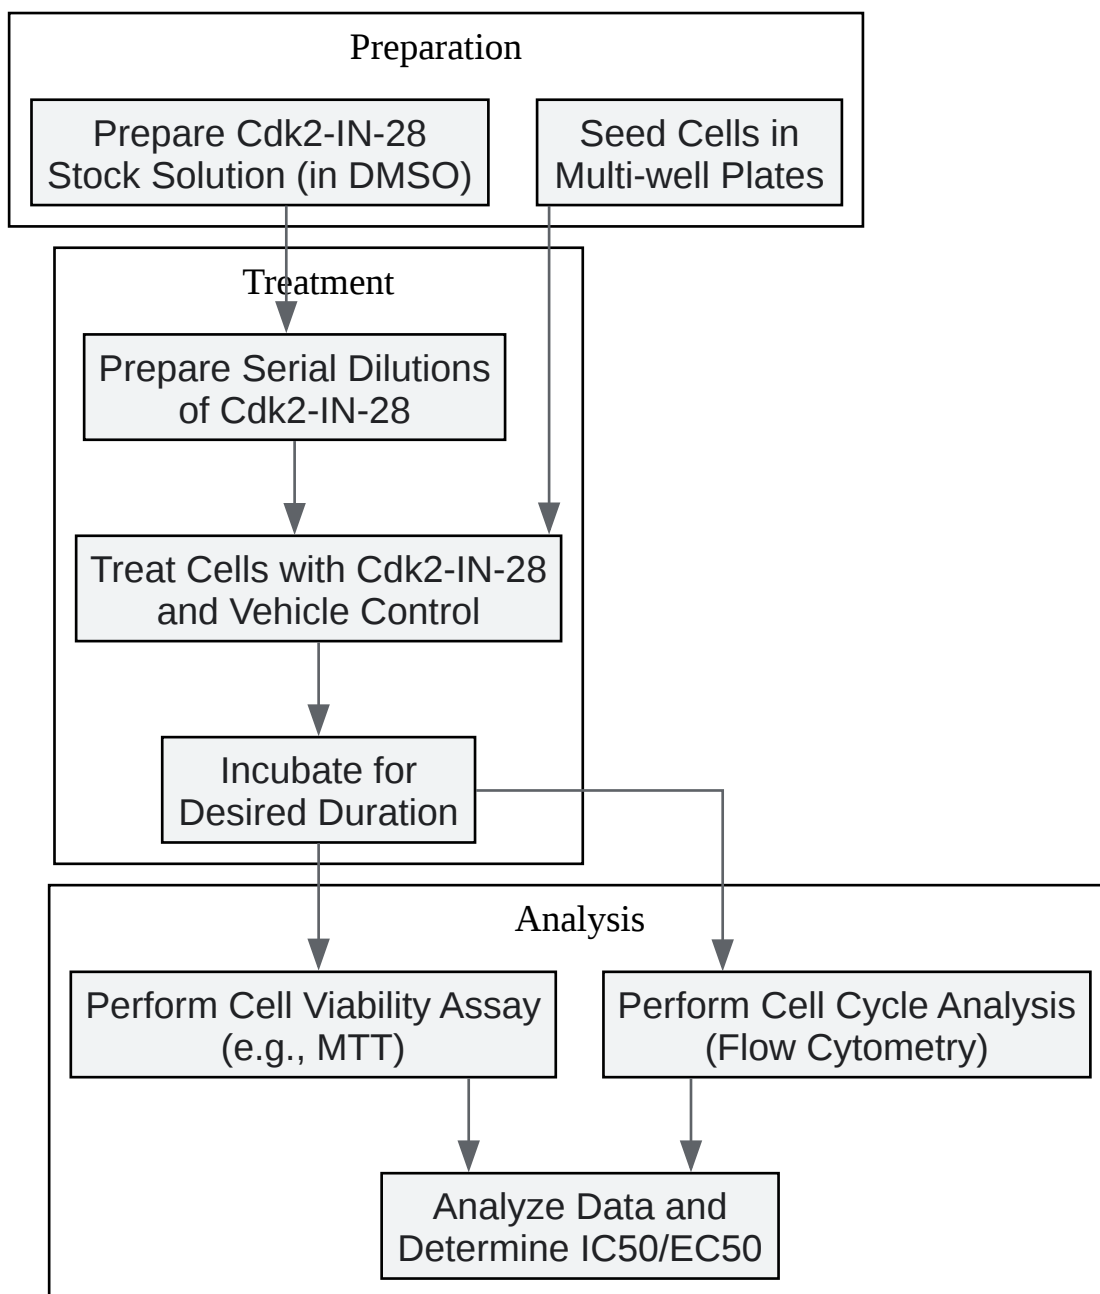 Preparation
Prepare Cdk2-IN-28
Stock Solution (in DMSO)
Seed Cells in
Multi-well Plates
Treatment
Prepare Serial Dilutions
of Cdk2-IN-28
Treat Cells with Cdk2-IN-28
and Vehicle Control
Incubate for
Desired Duration
Analysis
Perform Cell Viability Assay
(e.g., MTT)
Perform Cell Cycle Analysis
(Flow Cytometry)
Analyze Data and
Determine IC50/EC50